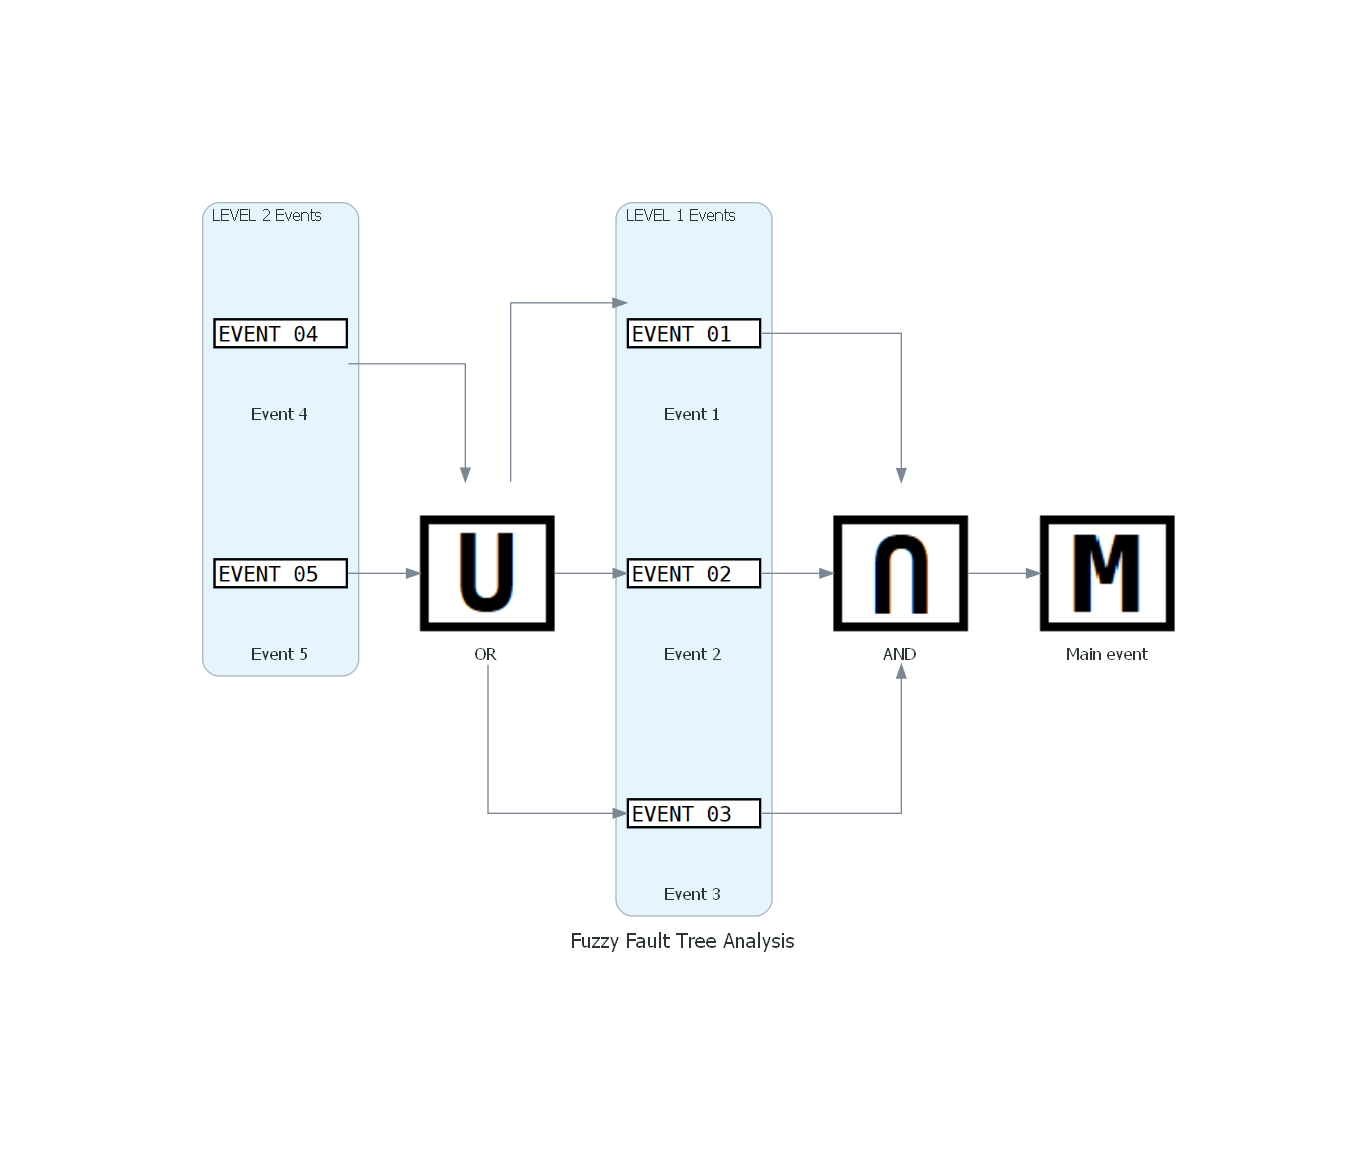 LEVEL 2 Events
EVENT 04
Event 4
EVENT 05
Event 5
U
OR
LEVEL 1 Events
EVENT 01
Event 1
EVENT 02
Event 2
EVENT 03
Event 3
∩
AND
M
Main event
Fuzzy Fault Tree Analysis